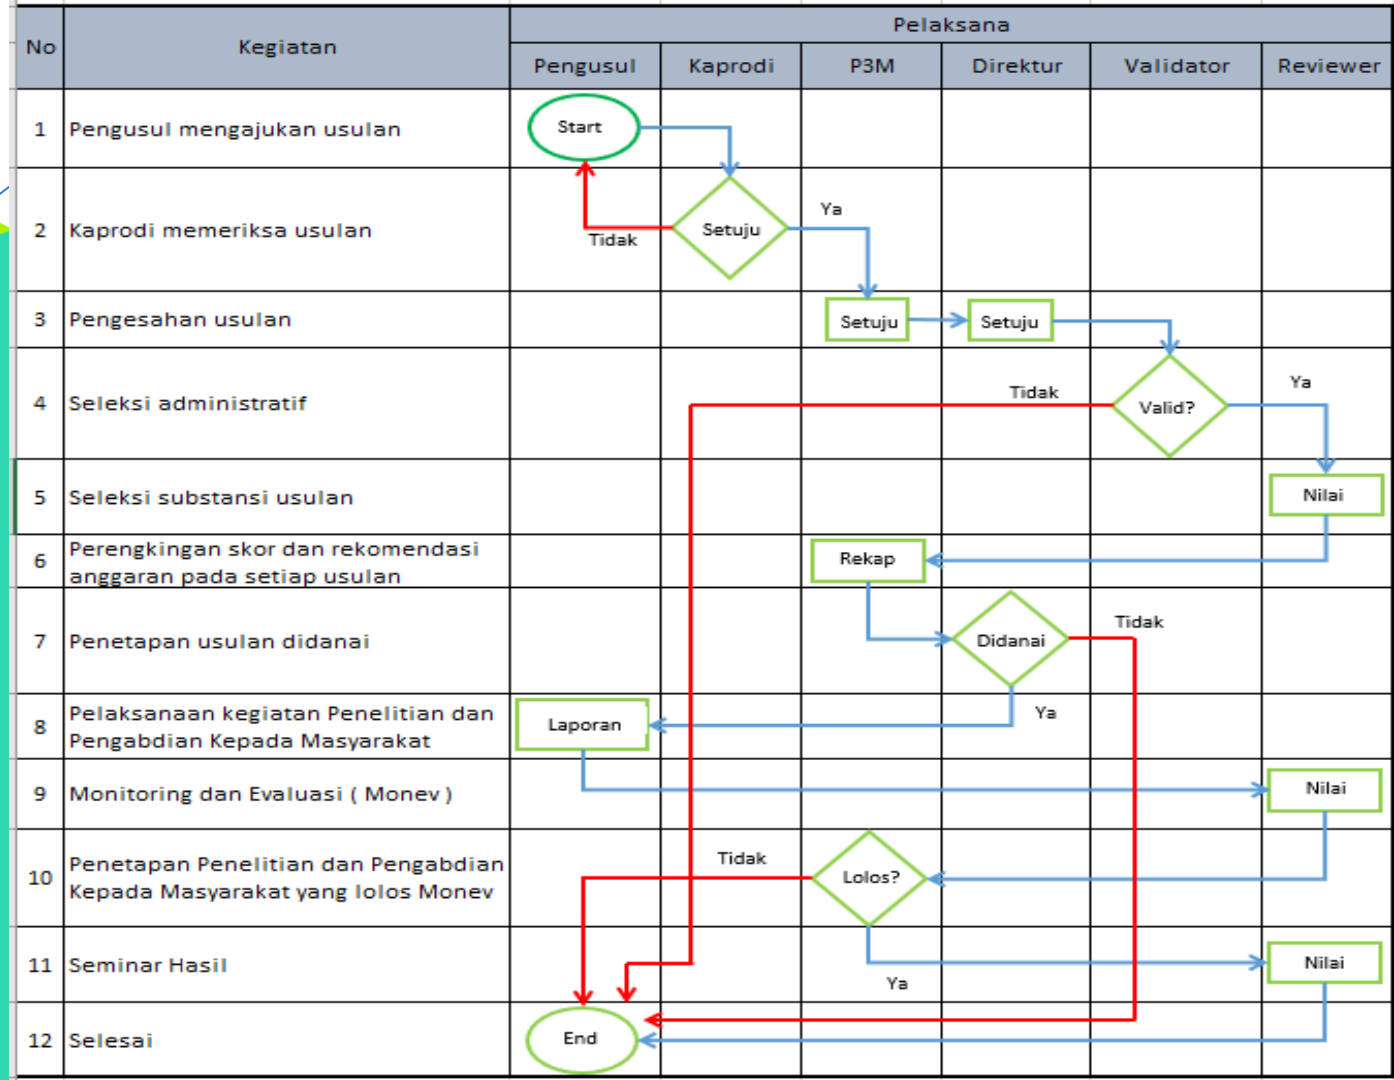 No
Kegiatan
Pelaksana
Pengusul
Kaprodi
P3M
Direktur
Validator
Reviewer
1
Pengusul mengajukan usulan
Start
2
Kaprodi memeriksa usulan
Tidak
Setuju
Ya
3
Pengesahan usulan
Setuju
Setuju
4
Seleksi administratif
Tidak
Valid?
Ya
5
Seleksi substansi usulan
Nilai
6
Perengkingan skor dan rekomendasi
anggaran pada setiap usulan
Rekap
7
Penetapan usulan didanai
Didanai
Tidak
8
Pelaksanaan kegiatan Penelitian dan
Pengabdian Kepada Masyarakat
Laporan
Ya
9
Monitoring dan Evaluasi ( Monev )
Nilai
10
Penetapan Penelitian dan Pengabdian
Kepada Masyarakat yang lolos Monev
Tidak
Lolos?
11
Seminar Hasil
Ya
Nilai
12
Selesai
End